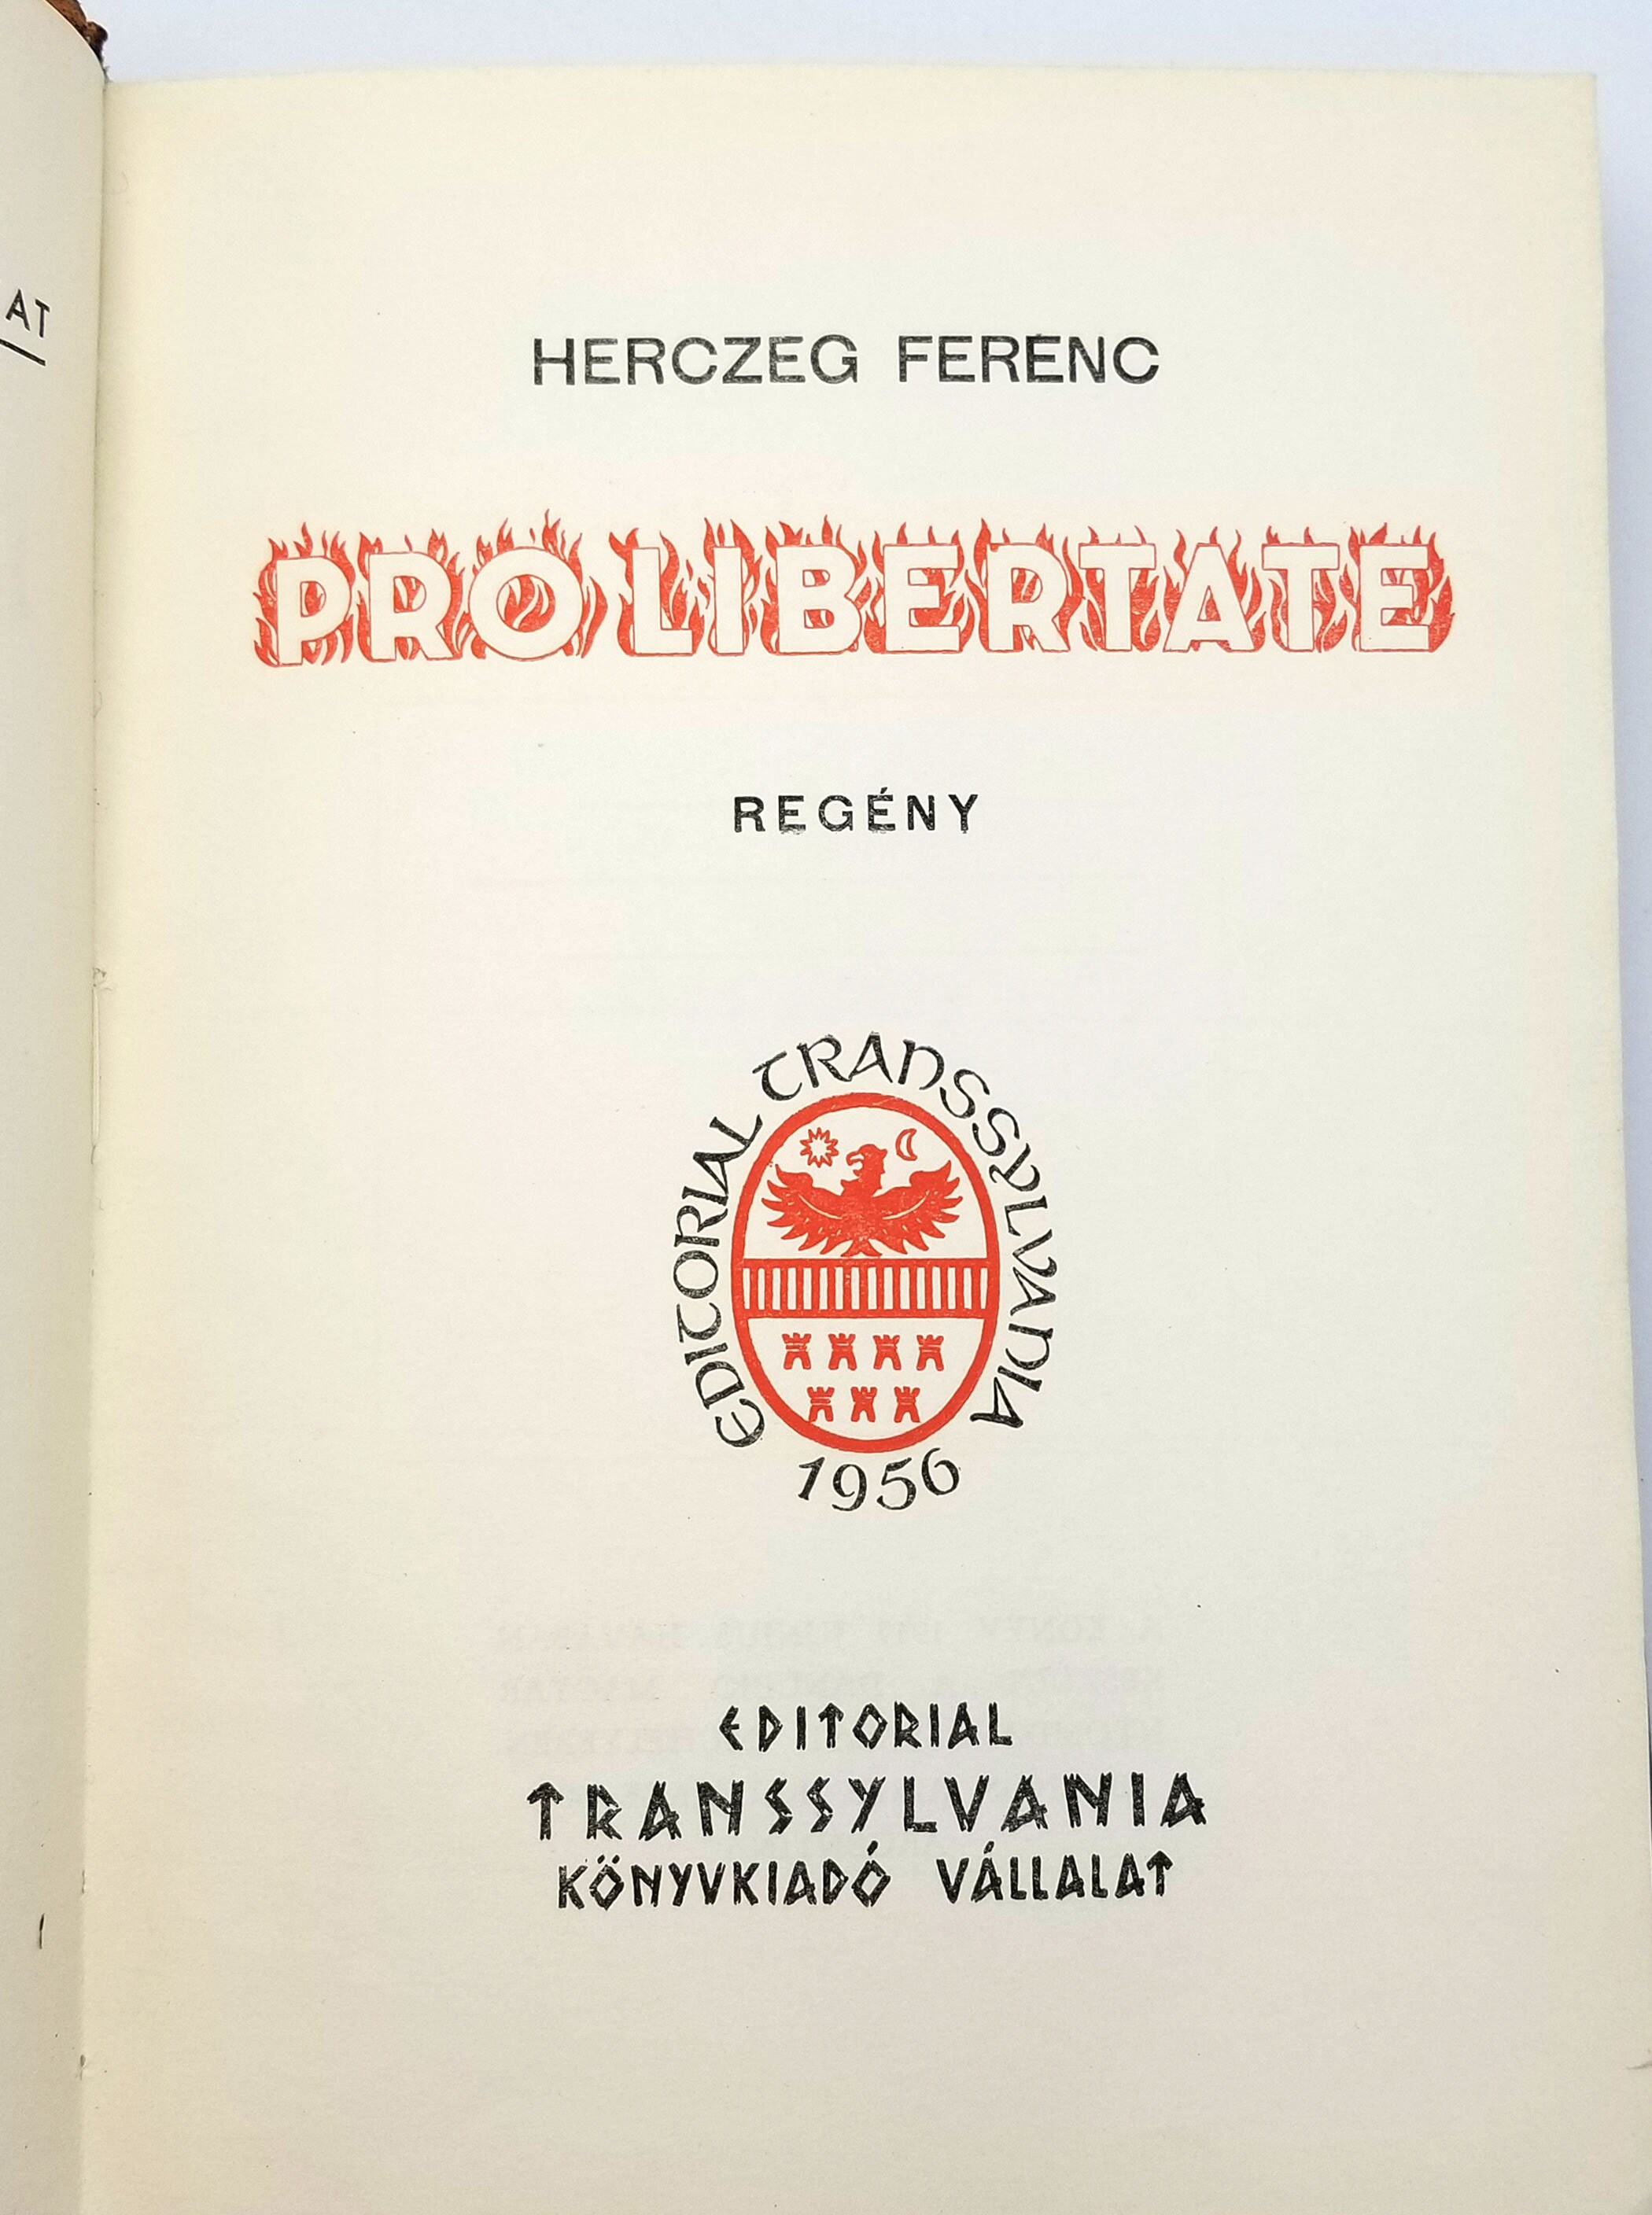 AT
HERCZEG FERENC
PRO LIBERTATE
REGÉNY
EDITORIAL TRANSSYLVANIA
1956
EDITORIAL
TRANSSYLVANIA
KÖNYVKIADÓ VÁLLALAT